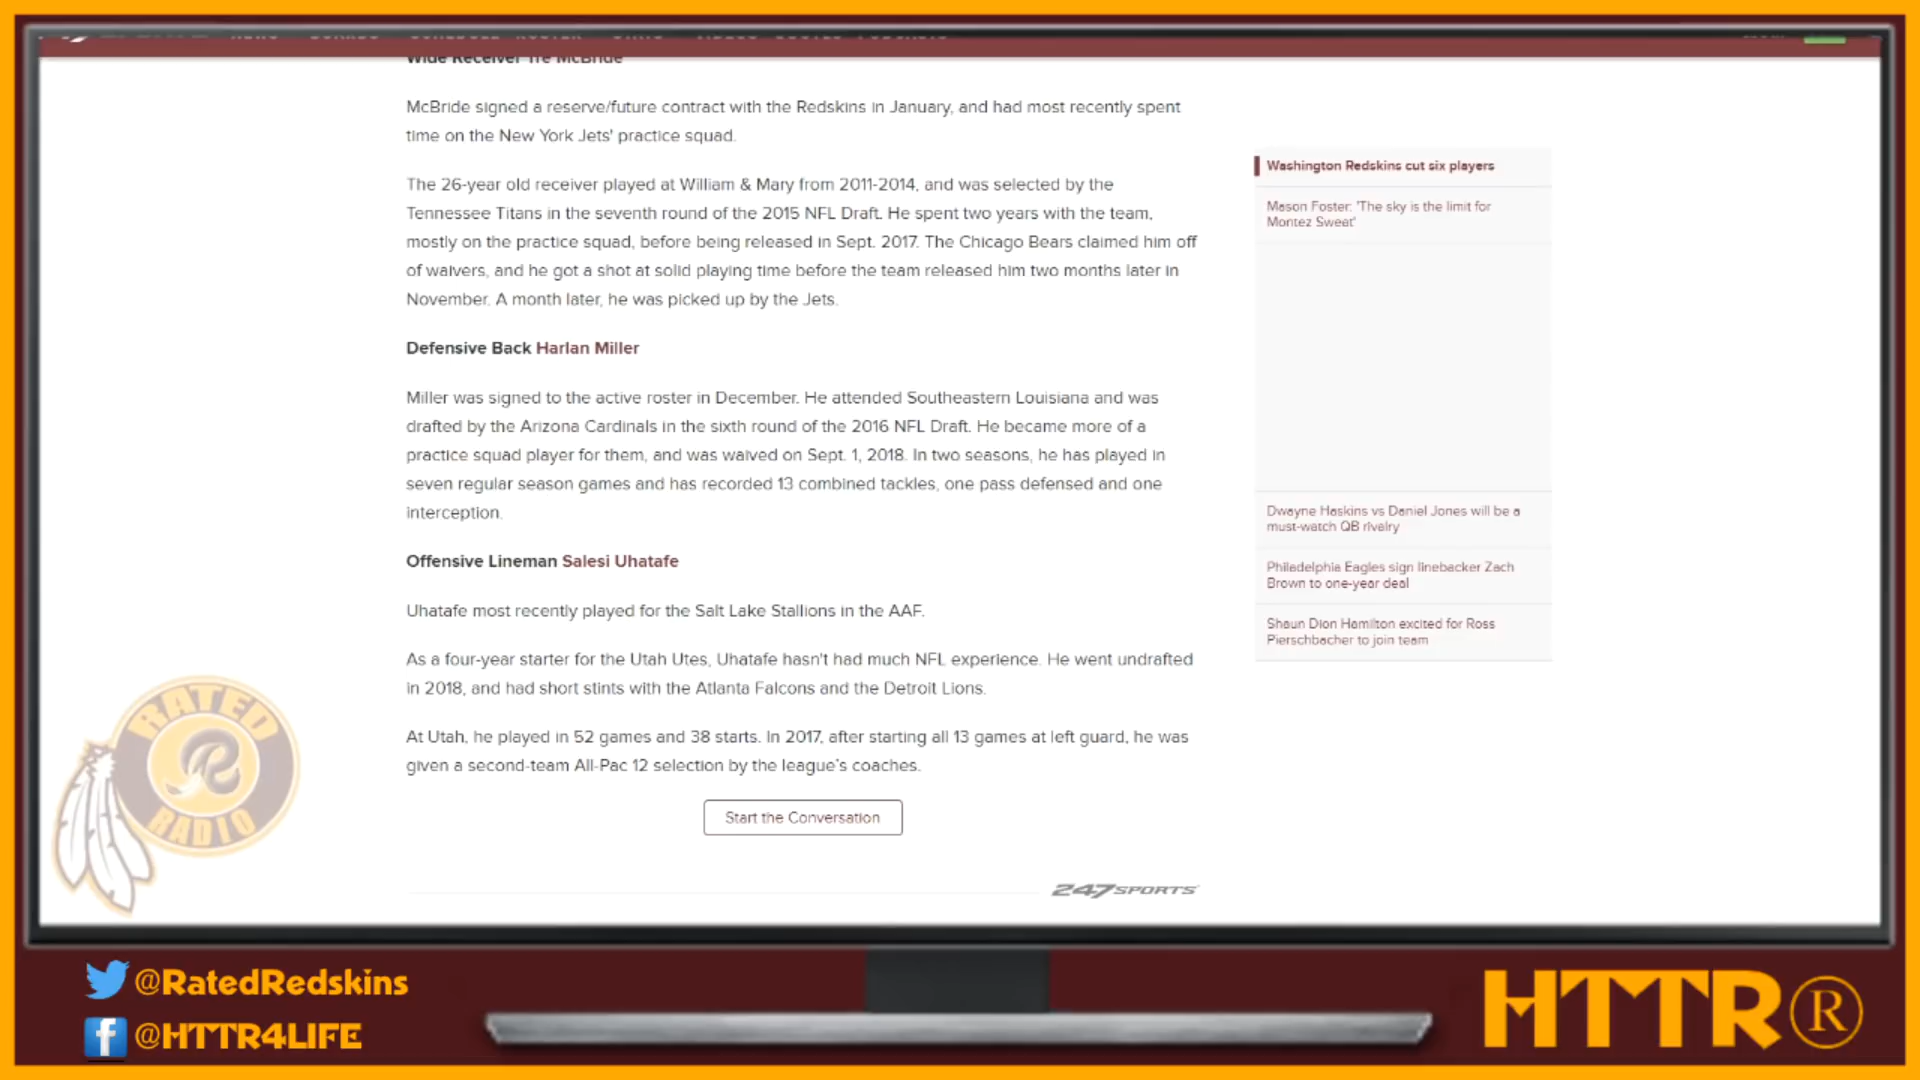 Wide Receiver Tre McBride
McBride signed a reserve/future contract with the Redskins in January, and had most recently spent
time on the New York Jets' practice squad.
The 26-year old receiver played at William & Mary from 2011-2014, and was selected by the
Tennessee Titans in the seventh round of the 2015 NFL Draft. He spent two years with the team,
mostly on the practice squad, before being released in Sept. 2017. The Chicago Bears claimed him off
of waivers, and he got a shot at solid playing time before the team released him two months later in
November. A month later, he was picked up by the Jets.
Defensive Back Harlan Miller
Miller was signed to the active roster in December. He attended Southeastern Louisiana and was
drafted by the Arizona Cardinals in the sixth round of the 2016 NFL Draft. He became more of a
practice squad player for them, and was waived on Sept. 1, 2018. In two seasons, he has played in
seven regular season games and has recorded 13 combined tackles, one pass defensed and one
interception.
Offensive Lineman Salesi Uhatafe
Uhatafe most recently played for the Salt Lake Stallions in the AAF.
As a four-year starter for the Utah Utes, Uhatafe hasn't had much NFL experience. He went undrafted
in 2018, and had short stints with the Atlanta Falcons and the Detroit Lions.
At Utah, he played in 52 games and 38 starts. In 2017, after starting all 13 games at left guard, he was
given a second-team All-Pac 12 selection by the league's coaches.
Start the Conversation
247SPORTS
Washington Redskins cut six players
Mason Foster: 'The sky is the limit for
Montez Sweat'
Dwayne Haskins vs Daniel Jones will be a
must-watch QB rivalry
Philadelphia Eagles sign linebacker Zach
Brown to one-year deal
Shaun Dion Hamilton excited for Ross
Pierschbacher to join team
RATED
R
RADIO
@RatedRedskins
@HTTR4LIFE
HTTR®